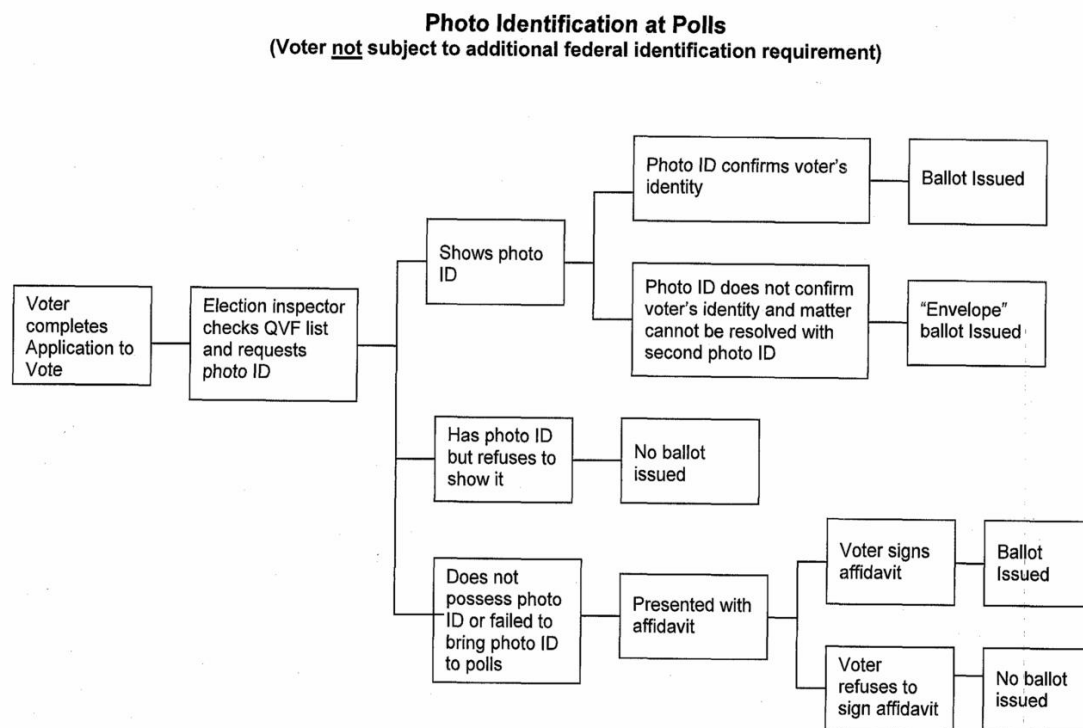 Photo Identification at Polls
(Voter not subject to additional federal identification requirement)
Photo ID confirms voter's
identity
Ballot Issued
Shows photo
ID
Photo ID does not confirm
voter's identity and matter
cannot be resolved with
second photo ID
"Envelope"
ballot Issued
Voter
completes
Application to
Vote
Election inspector
checks QVF list
and requests
photo ID
Has photo ID
but refuses to
show it
No ballot
issued
Does not
possess photo
ID or failed to
bring photo ID
to polls
Presented with
affidavit
Voter signs
affidavit
Ballot
Issued
Voter
refuses to
sign affidavit
No ballot
issued